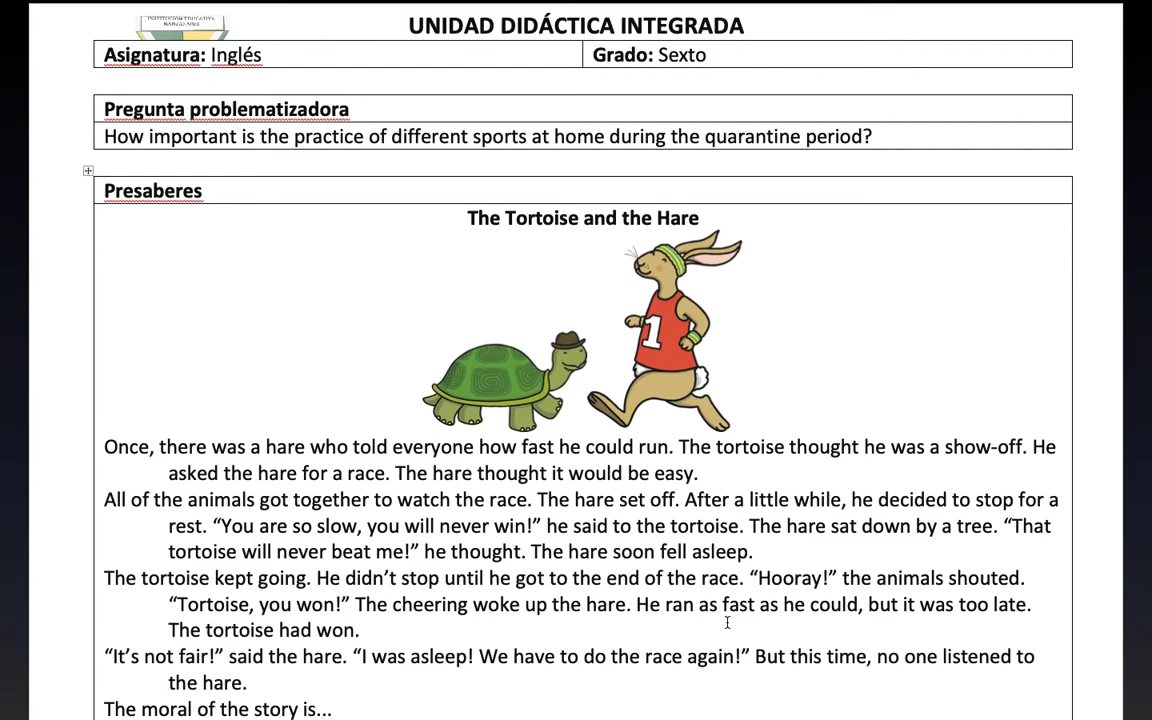 INSTITUCIÓN EDUCATIVA
MANZANARES
UNIDAD DIDÁCTICA INTEGRADA
Asignatura: Inglés
Grado: Sexto
Pregunta problematizadora
How important is the practice of different sports at home during the quarantine period?
Presaberes
The Tortoise and the Hare
1
Once, there was a hare who told everyone how fast he could run. The tortoise thought he was a show-off. He
asked the hare for a race. The hare thought it would be easy.
All of the animals got together to watch the race. The hare set off. After a little while, he decided to stop for a
rest. “You are so slow, you will never win!” he said to the tortoise. The hare sat down by a tree. “That
tortoise will never beat me!” he thought. The hare soon fell asleep.
The tortoise kept going. He didn’t stop until he got to the end of the race. “Hooray!” the animals shouted.
“Tortoise, you won!” The cheering woke up the hare. He ran as fast as he could, but it was too late.
The tortoise had won.
“It’s not fair!” said the hare. “I was asleep! We have to do the race again!” But this time, no one listened to
the hare.
The moral of the story is...